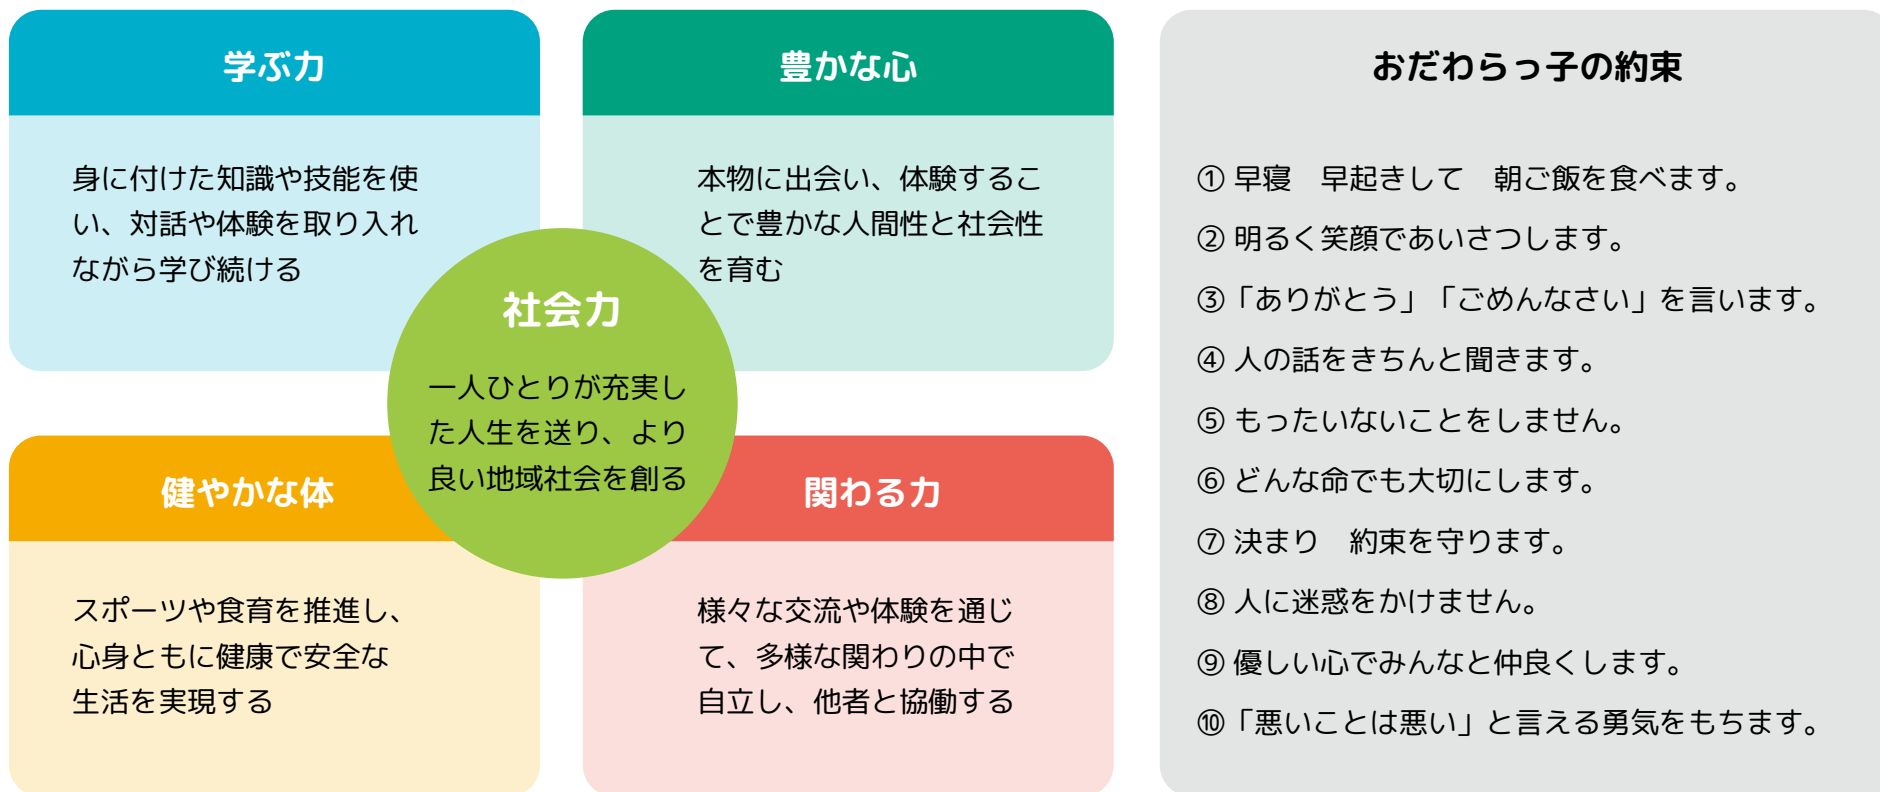 学ぶ力
身に付けた知識や技能を使
い、対話や体験を取り入れ
ながら学び続ける
豊かな心
本物に出会い、体験するこ
とで豊かな人間性と社会性
を育む
社会力
一人ひとりが充実し
た人生を送り、より
良い地域社会を創る
健やかな体
スポーツや食育を推進し、
心身ともに健康で安全な
生活を実現する
関わる力
様々な交流や体験を通じ
て、多様な関わりの中で
自立し、他者と協働する
おだわらっ子の約束
① 早寝　早起きして　朝ご飯を食べます。
② 明るく笑顔であいさつします。
③「ありがとう」「ごめんなさい」を言います。
④ 人の話をきちんと聞きます。
⑤ もったいないことをしません。
⑥ どんな命でも大切にします。
⑦ 決まり　約束を守ります。
⑧ 人に迷惑をかけません。
⑨ 優しい心でみんなと仲良くします。
⑩「悪いことは悪い」と言える勇気をもちます。